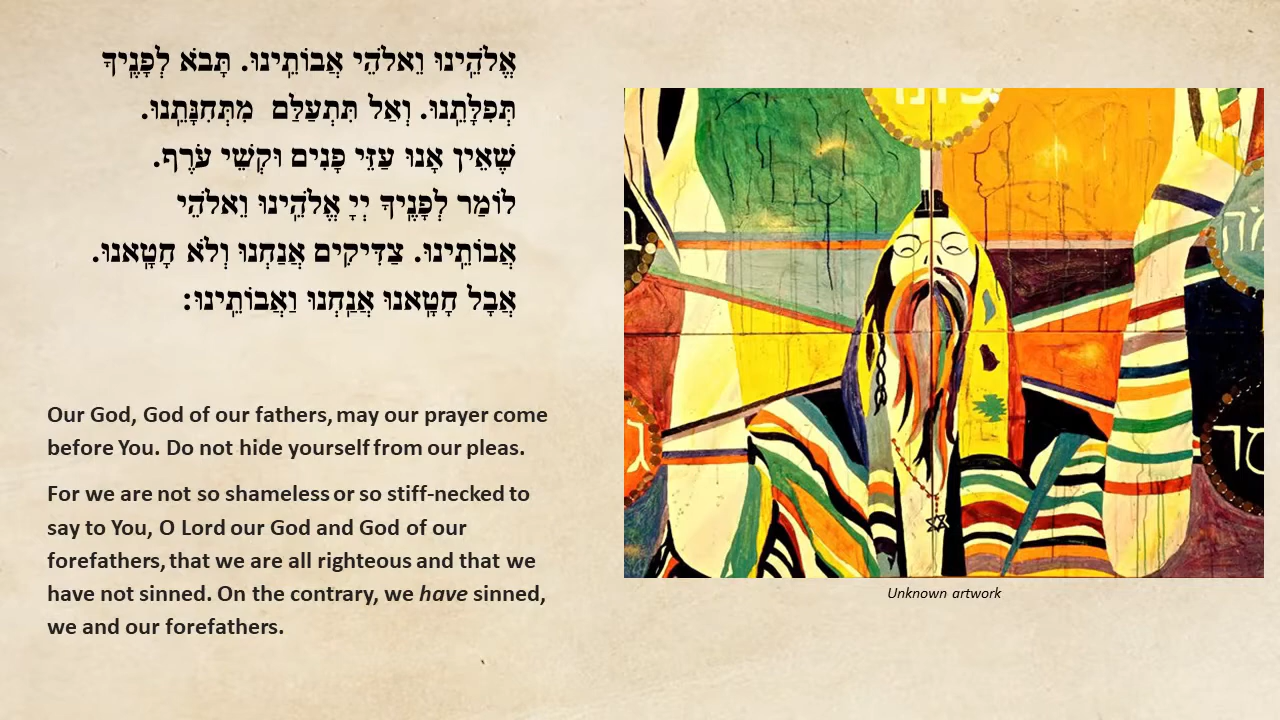 אֱלֹהֵֽינוּ וֵאלֹהֵי אֲבוֹתֵֽינוּ. תָּבֹא לְפָנֶֽיךָ
תְּפִלָּתֵֽנוּ. וְאַל תִּתְעַלַּם מִתְּחִנָּתֵֽנוּ.
שֶׁאֵין אָנוּ עַזֵּי פָנִים וּקְשֵׁי עֹרֶף.
לוֹמַר לְפָנֶֽיךָ יְיָ אֱלֹהֵֽינוּ וֵאלֹהֵי
אֲבוֹתֵֽינוּ. צַדִּיקִים אֲנַחְנוּ וְלֹא חָטָֽאנוּ.
אֲבָל חָטָֽאנוּ אֲנַֽחְנוּ וַאֲבוֹתֵֽינוּ:
Our God, God of our fathers, may our prayer come
before You. Do not hide yourself from our pleas.
For we are not so shameless or so stiff-necked to
say to You, O Lord our God and God of our
forefathers, that we are all righteous and that we
have not sinned. On the contrary, we have sinned,
we and our forefathers.
Unknown artwork